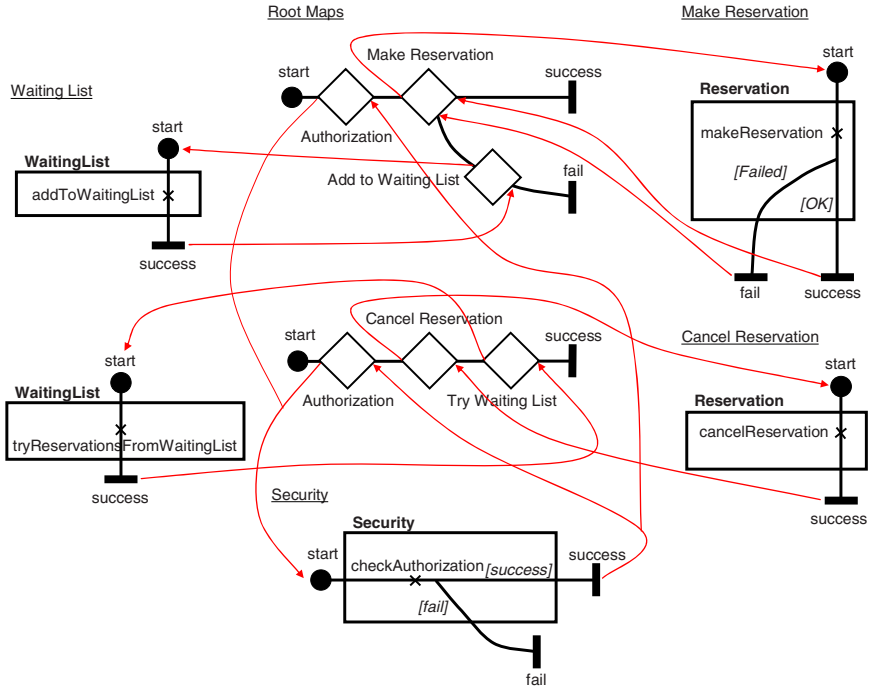 Root Maps
Make Reservation
Make Reservation
start
success
start
Waiting List
Reservation
Authorization
start
makeReservation
WaitingList
Add to Waiting List
fail
[Failed]
addToWaitingList
[OK]
success
fail
success
Cancel Reservation
start
success
Cancel Reservation
start
start
WaitingList
Authorization
Try Waiting List
Reservation
tryReservationsFromWaitingList
cancelReservation
success
Security
success
Security
start
checkAuthorization
[success]
success
[fail]
fail